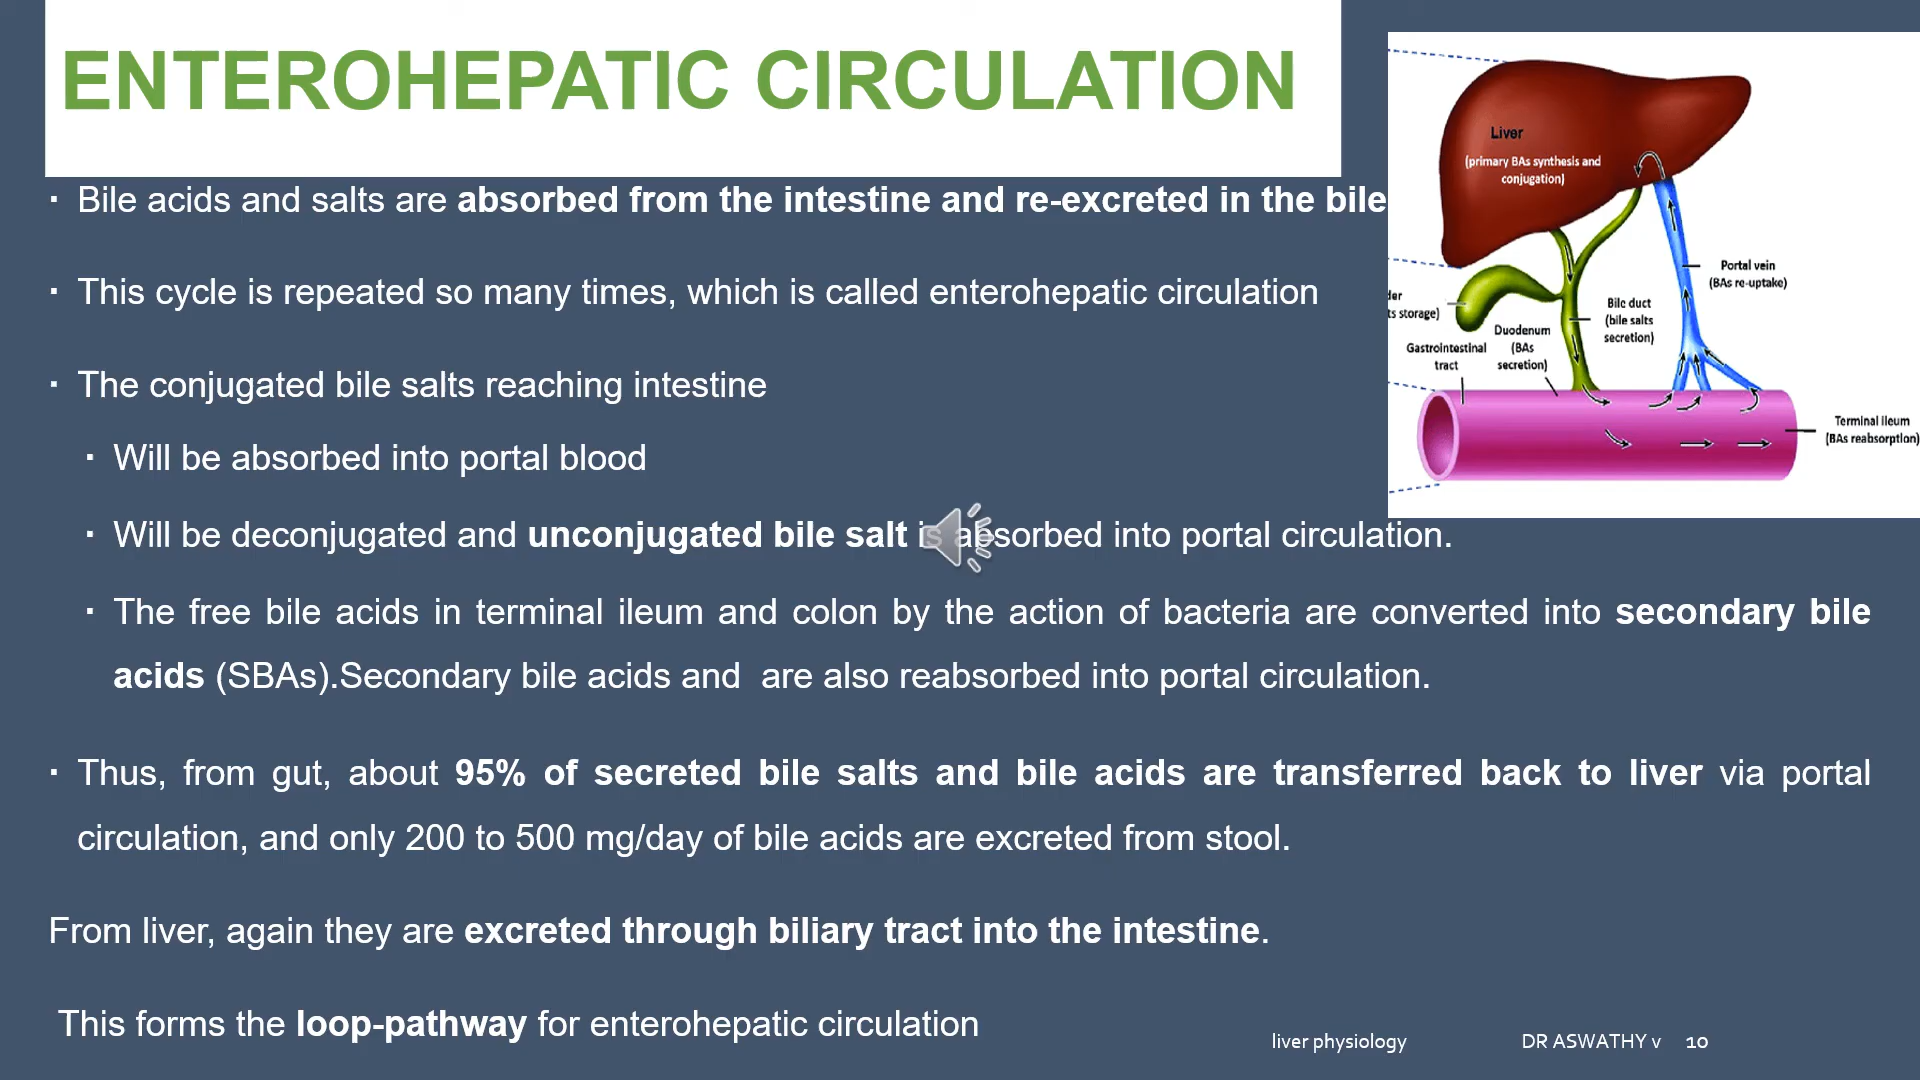 ENTEROHEPATIC CIRCULATION
▪ Bile acids and salts are absorbed from the intestine and re-excreted in the bile
▪ This cycle is repeated so many times, which is called enterohepatic circulation
▪ The conjugated bile salts reaching intestine
▪ Will be absorbed into portal blood
▪ Will be deconjugated and unconjugated bile salt is absorbed into portal circulation.
▪ The free bile acids in terminal ileum and colon by the action of bacteria are converted into secondary bile
acids (SBAs).Secondary bile acids and  are also reabsorbed into portal circulation.
▪ Thus, from gut, about 95% of secreted bile salts and bile acids are transferred back to liver via portal
circulation, and only 200 to 500 mg/day of bile acids are excreted from stool.
From liver, again they are excreted through biliary tract into the intestine.
This forms the loop-pathway for enterohepatic circulation
Liver
(primary BAs synthesis and
conjugation)
Portal vein
(BAs re-uptake)
Bile duct
(bile salts
secretion)
storage)
Duodenum
(BAs
secretion)
Gastrointestinal
tract
Terminal ileum
(BAs reabsorption)
liver physiology
DR ASWATHY v
10